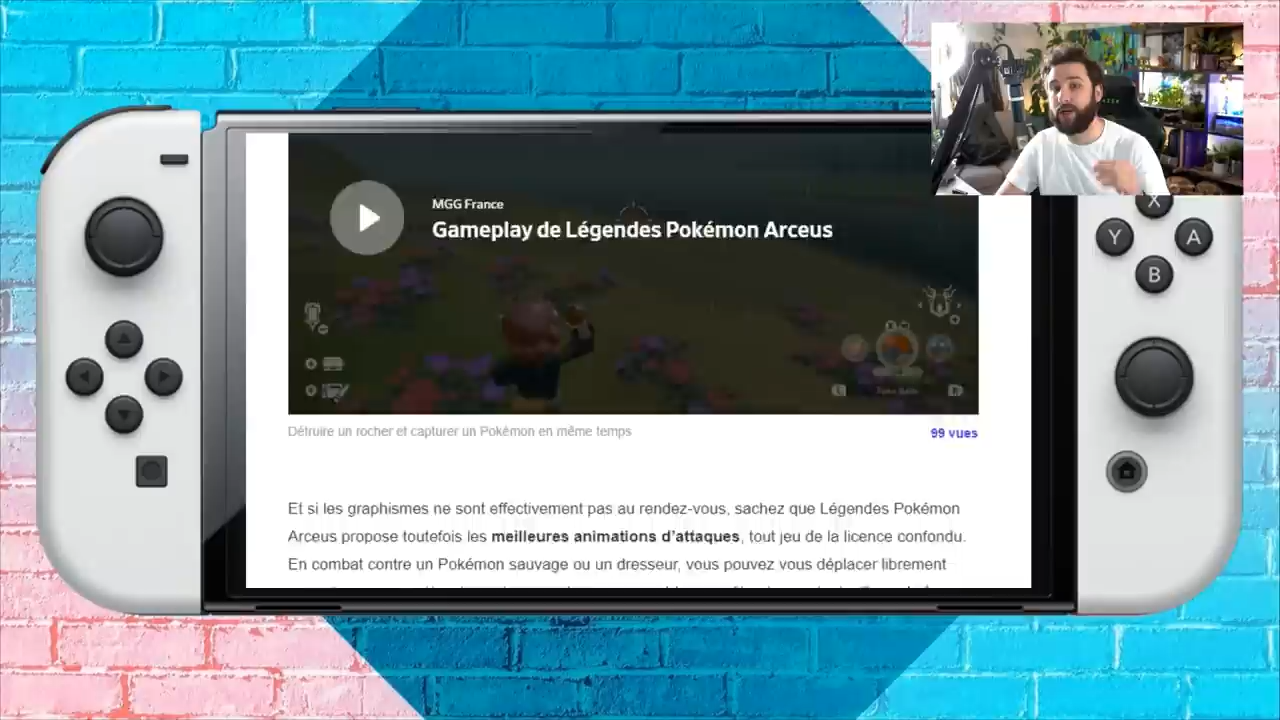 MGG France
Gameplay de Légendes Pokémon Arceus
X
Y
A
B
Détruire un rocher et capturer un Pokémon en même temps
99 vues
Et si les graphismes ne sont effectivement pas au rendez-vous, sachez que Légendes Pokémon
Arceus propose toutefois les meilleures animations d'attaques, tout jeu de la licence confondu.
En combat contre un Pokémon sauvage ou un dresseur, vous pouvez vous déplacer librement